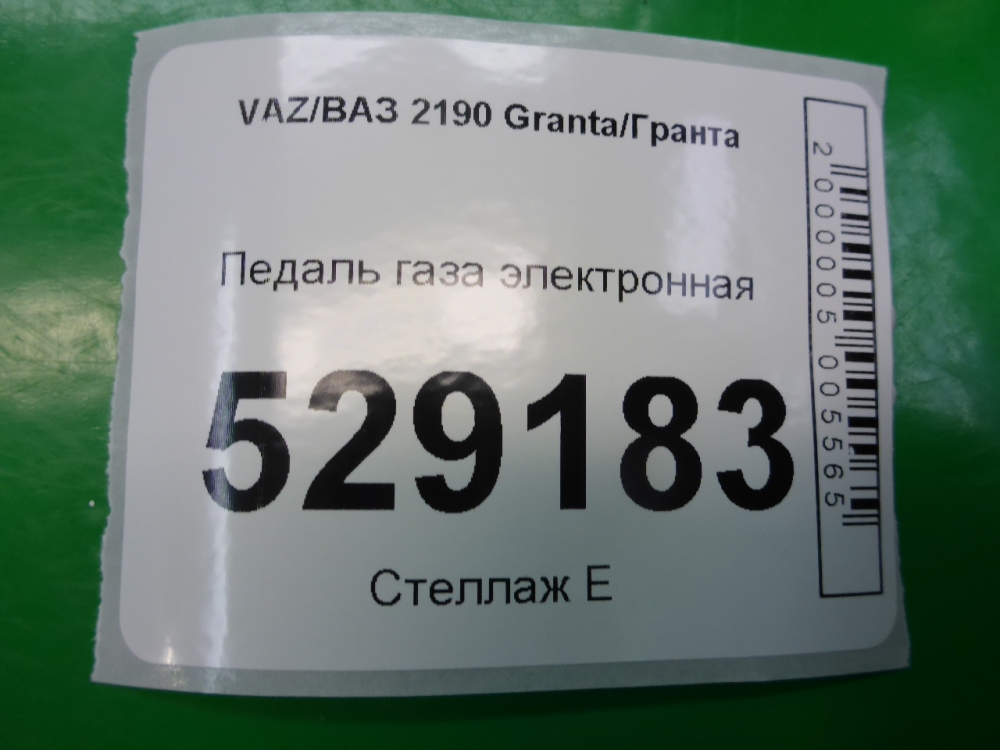 VAZ/ВАЗ 2190 Granta/Гранта
Педаль газа электронная
529183
Стеллаж Е
2000005005565